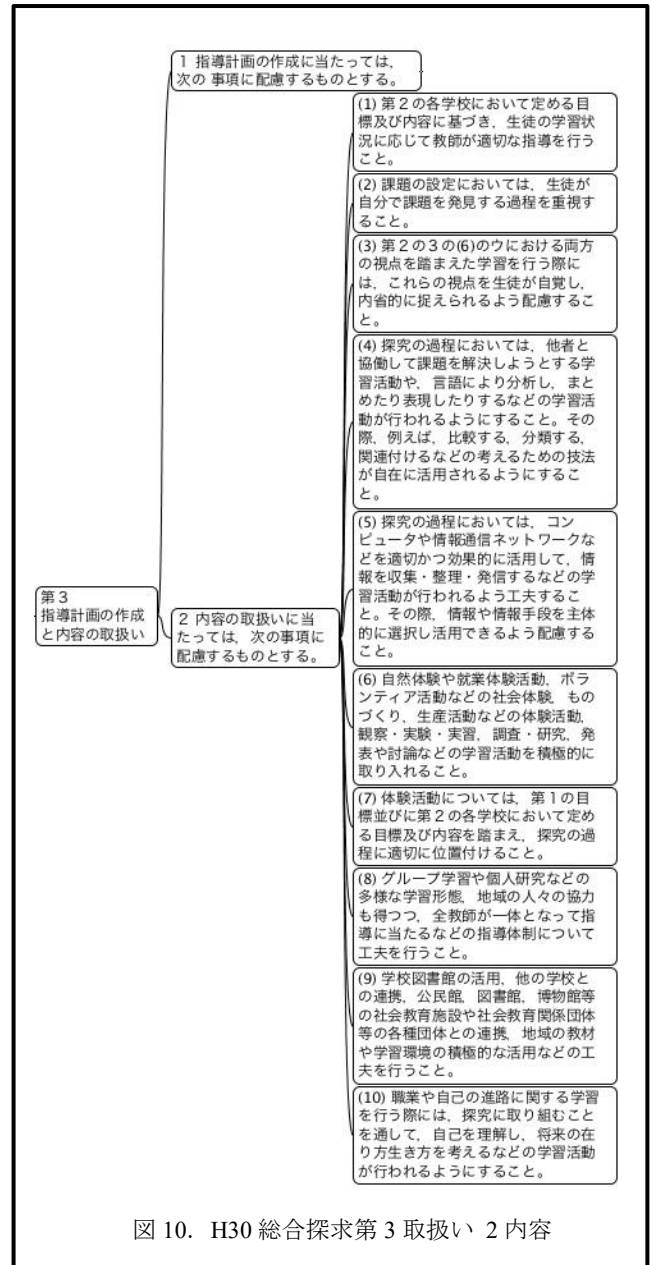 1 指導計画の作成に当たっては，
次の 事項に配慮するものとする。
(1) 第２の各学校において定める目
標及び内容に基づき，生徒の学習状
況に応じて教師が適切な指導を行う
こと。
(2) 課題の設定においては，生徒が
自分で課題を発見する過程を重視す
ること。
(3) 第２の３の(6)のウにおける両方
の視点を踏まえた学習を行う際に
は，これらの視点を生徒が自覚し，
内省的に捉えられるよう配慮するこ
と。
(4) 探究の過程においては，他者と
協働して課題を解決しようとする学
習活動や，言語により分析し，まと
めたり表現したりするなどの学習活
動が行われるようにすること。その
際，例えば，比較する，分類する，
関連付けるなどの考えるための技法
が自在に活用されるようにするこ
と。
(5) 探究の過程においては，コン
ピュータや情報通信ネットワークな
どを適切かつ効果的に活用して，情
報を収集・整理・発信するなどの学
習活動が行われるよう工夫するこ
と。その際，情報や情報手段を主体
的に選択し活用できるよう配慮する
こと。
第３
指導計画の作成
と内容の取扱い
2 内容の取扱いに当
たっては，次の事項に
配慮するものとする。
(6) 自然体験や就業体験活動，ボラ
ンティア活動などの社会体験，もの
づくり，生産活動などの体験活動，
観察・実験・実習，調査・研究，発
表や討論などの学習活動を積極的に
取り入れること。
(7) 体験活動については，第１の目
標並びに第２の各学校において定め
る目標及び内容を踏まえ，探究の過
程に適切に位置付けること。
(8) グループ学習や個人研究などの
多様な学習形態，地域の人々の協力
も得つつ，全教師が一体となって指
導に当たるなどの指導体制について
工夫を行うこと。
(9) 学校図書館の活用，他の学校と
の連携，公民館，図書館，博物館等
の社会教育施設や社会教育関係団体
等の各種団体との連携，地域の教材
や学習環境の積極的な活用などの工
夫を行うこと。
(10) 職業や自己の進路に関する学習
を行う際には，探究に取り組むこと
を通して，自己を理解し，将来の在
り方生き方を考えるなどの学習活動
が行われるようにすること。
図 10．H30 総合探求第 3 取扱い 2 内容